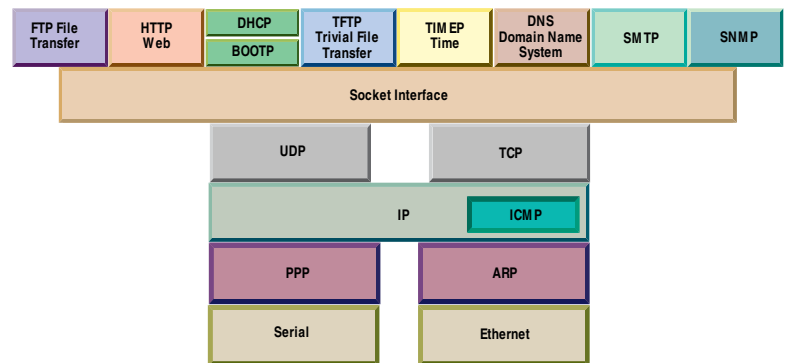 FTP File
Transfer
HTTP
Web
DHCP
BOOTP
TFTP
Trivial File
Transfer
TIMEP
Time
DNS
Domain Name
System
SMTP
SNMP
Socket Interface
UDP
TCP
IP
ICMP
PPP
ARP
Serial
Ethernet